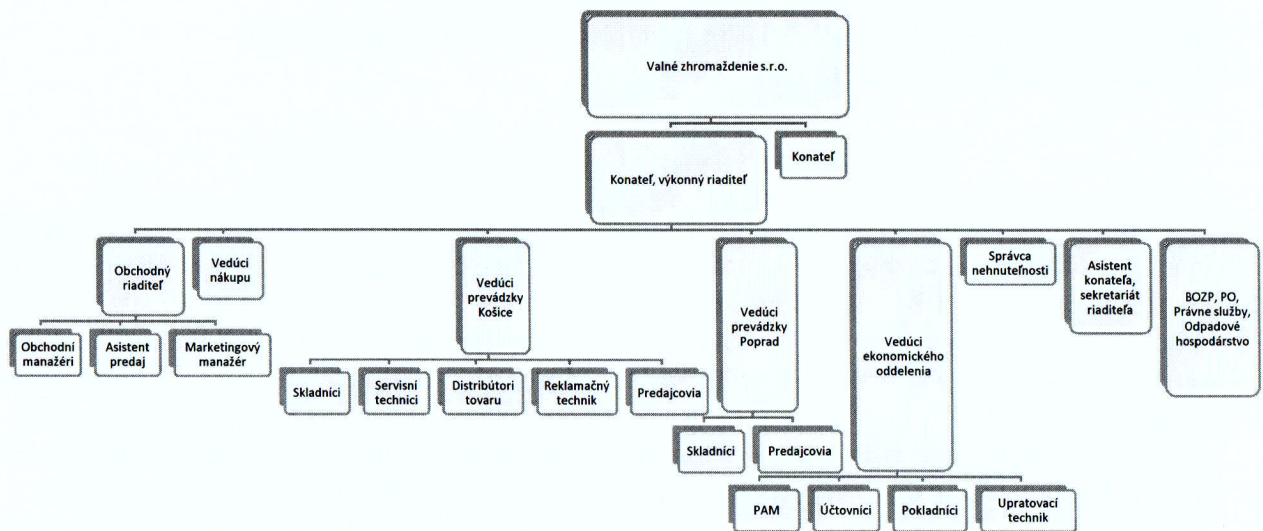 Valné zhromaždenie s.r.o.
Konateľ, výkonný riaditeľ
Konateľ
Obchodný
riaditeľ
Vedúci
nákupu
Vedúci
prevádzky
Košice
Vedúci
prevádzky
Poprad
Vedúci
ekonomického
oddelenia
Správca
nehnuteľnosti
Asistent
konateľa,
sekretariát
riaditeľa
BOZP, PO,
Právne služby,
Odpadové
hospodárstvo
Obchodní
manažéri
Asistent
predaj
Marketingový
manažér
Skladníci
Servisní
technici
Distribútori
tovaru
Reklamačný
technik
Predajcovia
Skladníci
Predajcovia
PAM
Účtovníci
Pokladníci
Upratovací
technik